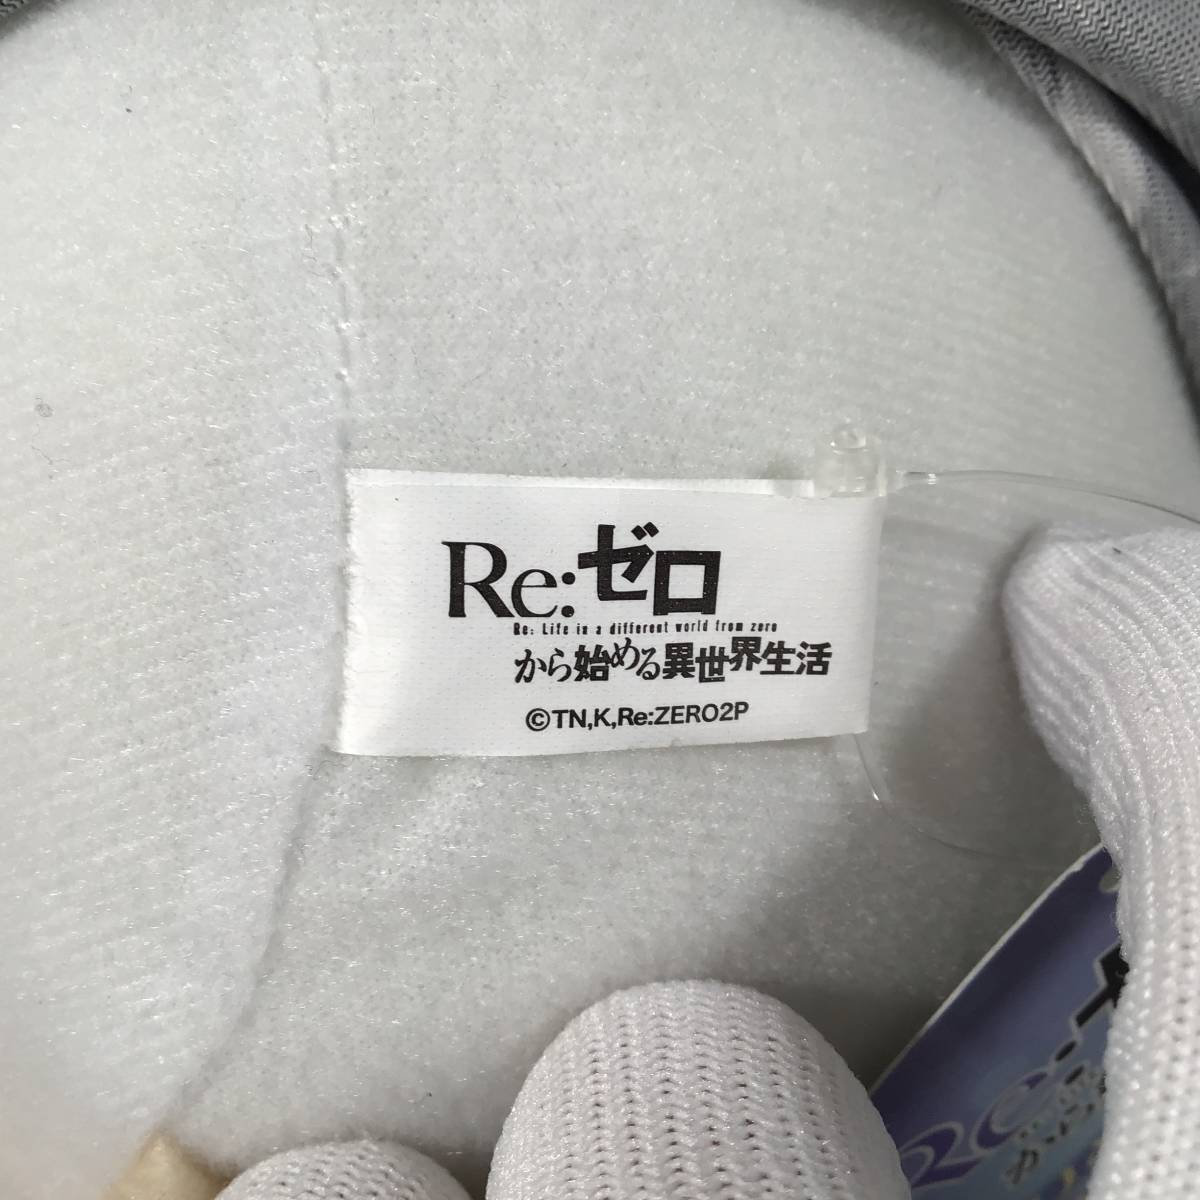 Re:ゼロ
Re: Life in a different world from zero
から始める異世界生活
©TN,K,Re:ZERO2P